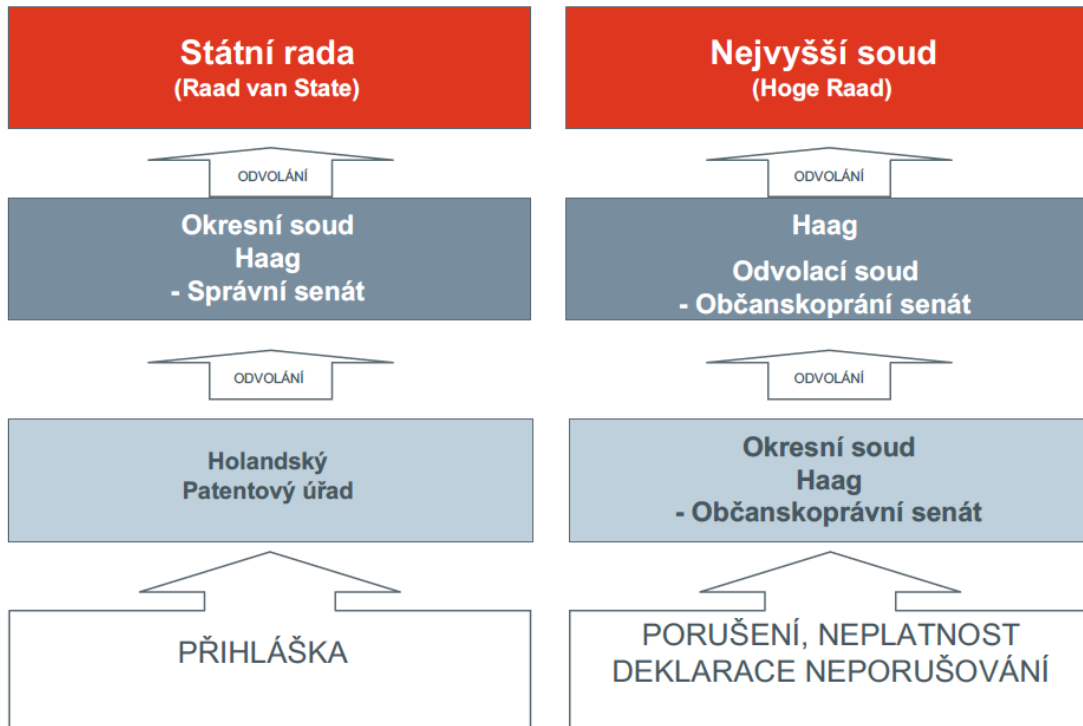 Státní rada
(Raad van State)
Nejvyšší soud
(Hoge Raad)
ODVOLÁNÍ
ODVOLÁNÍ
Okresní soud
Haag
- Správní senát
Haag
Odvolací soud
- Občanskoprání senát
ODVOLÁNÍ
ODVOLÁNÍ
Holandský
Patentový úřad
Okresní soud
Haag
- Občanskoprávní senát
PŘIHLÁŠKA
PORUŠENÍ, NEPLATNOST
DEKLARACE NEPORUŠOVÁNÍ